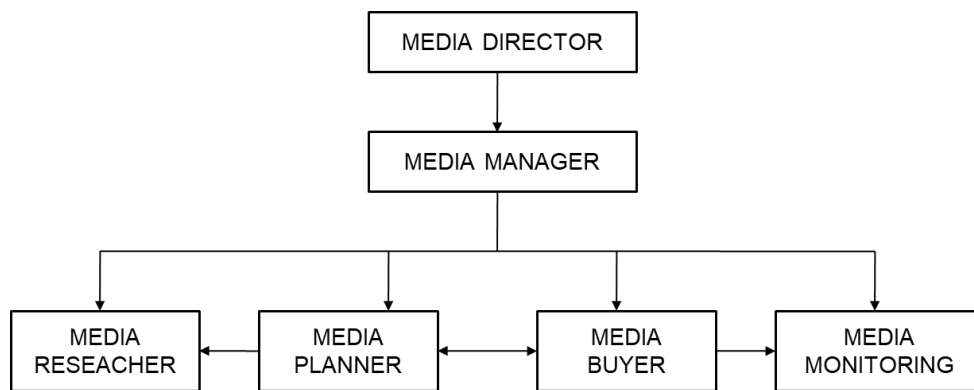 MEDIA DIRECTOR
MEDIA MANAGER
MEDIA
RESEACHER
MEDIA
PLANNER
MEDIA
BUYER
MEDIA
MONITORING